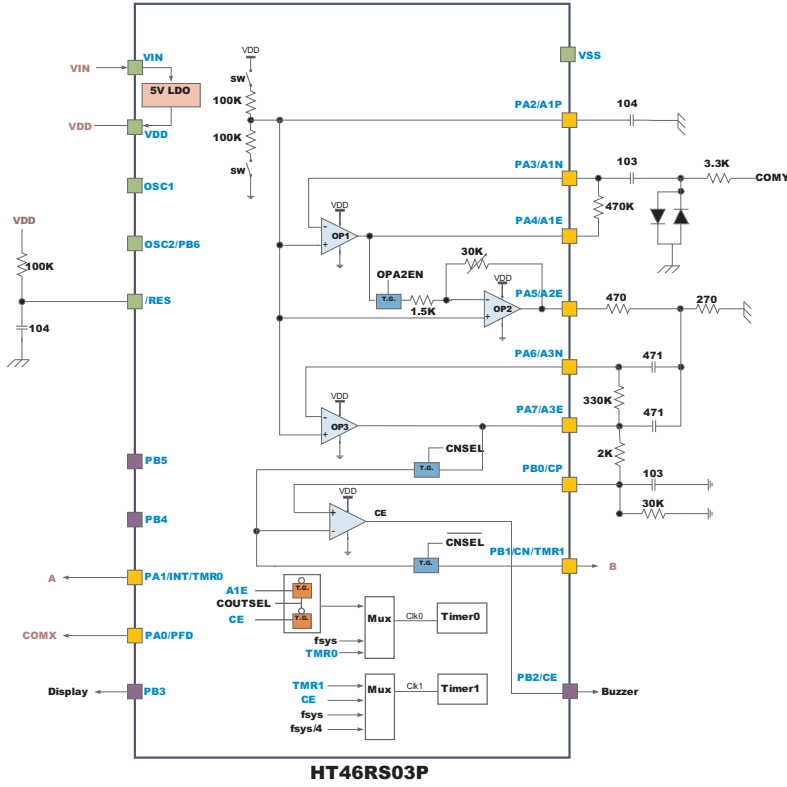 VDD
VIN
VSS
VIN
sw
5V LDO
100K
PA2/A1P
104
VDD
VDD
100K
sw
PA3/A1N
103
3.3K
COMY
OSC1
470K
VDD
PA4/A1E
VDD
OSC2/PB6
OP1
30K
100K
OPA2EN
VDD
PA5/A2E
470
270
/RES
T.G.
1.5K
OP2
104
PA6/A3N
471
VDD
330K
PA7/A3E
471
OP3
CNSEL
2K
PB5
T.G.
PB0/CP
103
VDD
30K
CE
PB4
CNSEL
PB1/CN/TMR1
T.G.
B
A
PA1/INT/TMR0
A1E
T.G.
COUTSEL
CE
T.G.
Mux
Clk0
Timer0
COMX
PA0/PFD
fsys
TMR0
PB2/CE
Display
PB3
TMR1
Mux
Clk1
Timer1
Buzzer
CE
fsys
fsys/4
HT46RS03P